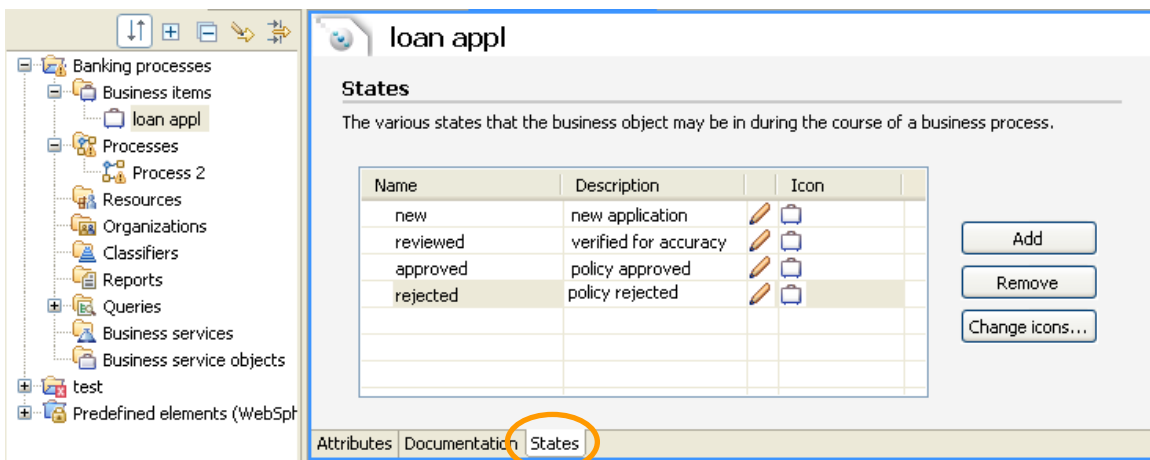 Banking processes
Business items
loan appl
Processes
Process 2
Resources
Organizations
Classifiers
Reports
Queries
Business services
Business service objects
test
Predefined elements (WebSph
loan appl
States
The various states that the business object may be in during the course of a business process.
Name Description Icon
new new application
reviewed verified for accuracy
approved policy approved
rejected policy rejected
Add
Remove
Change icons...
Attributes Documentation States